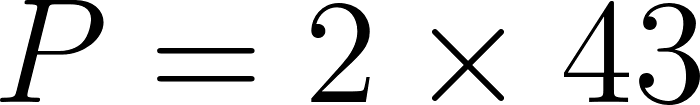 P = 2 × 43